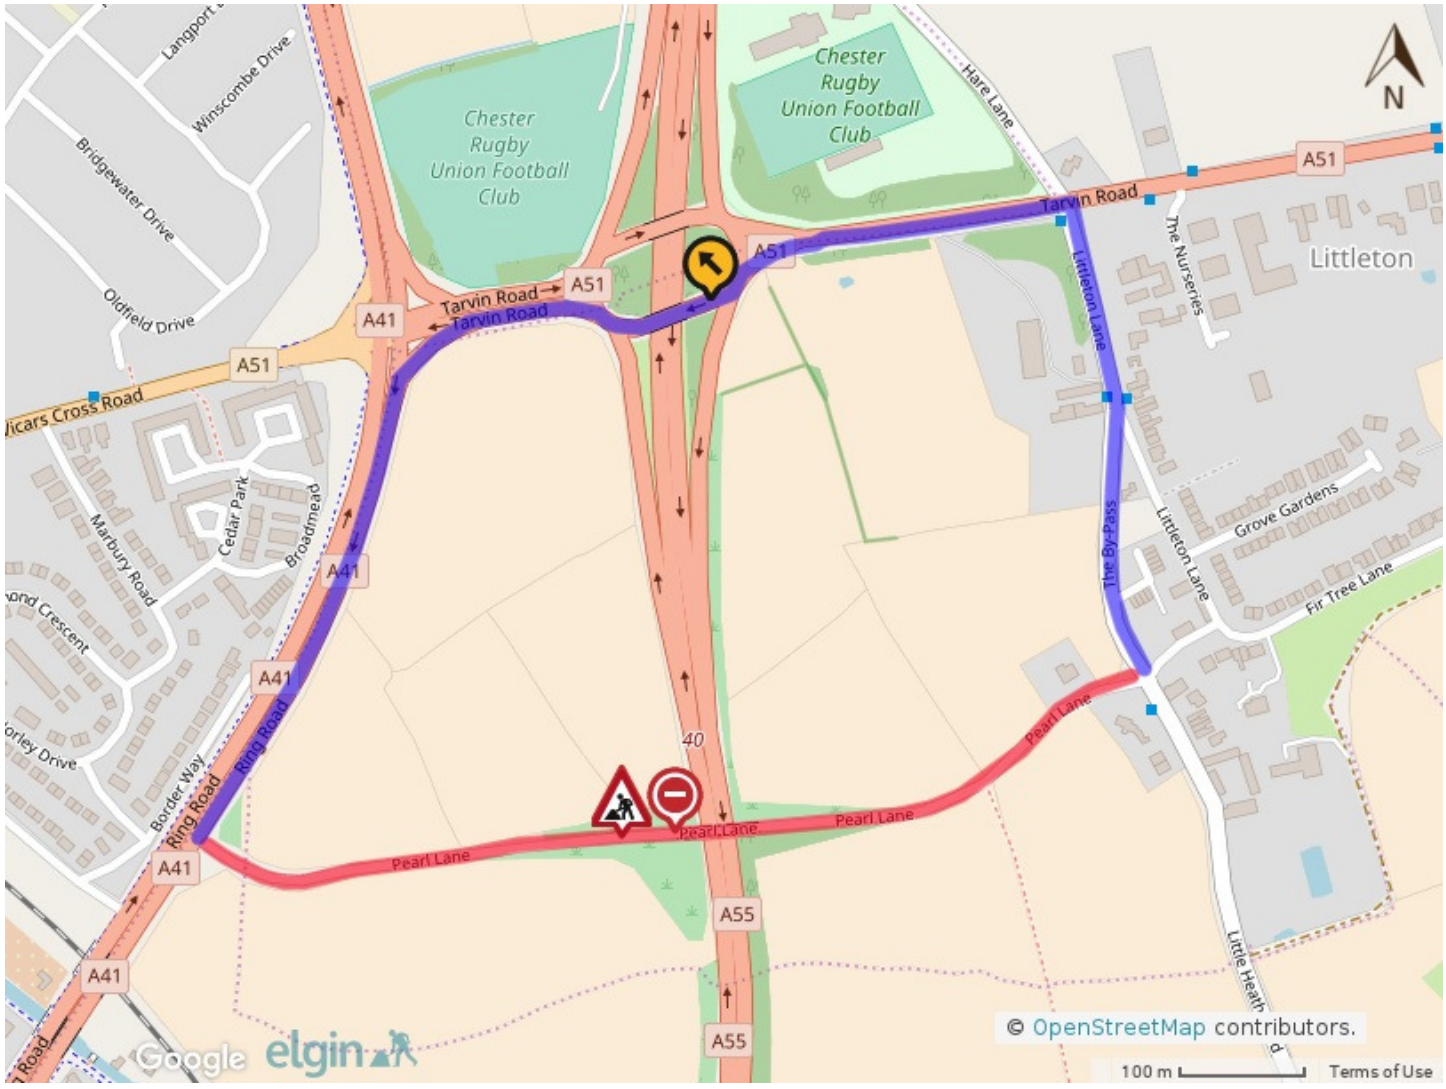 Langport
Winscombe Drive
Bridgewater Drive
Oldfield Drive
Chester
Rugby
Union Football
Club
Chester
Rugby
Union Football
Club
Hare Lane
N
A51
Tarvin Road
The Nurseries
Littleton
A51
A51
Tarvin Road
Tarvin Road
A41
A51
Vicars Cross Road
Littleton Lane
Cedar Park
Broadmead
Marbury Road
A41
The By-Pass
Littleton Lane
Grove Gardens
Fir Tree Lane
Crescent
A41
Ring Road
Border Way
Ring Road
A41
Drive
40
Pearl Lane
Pearl Lane
Pearl Lane
Pearl Lane
A55
A41
Little Heath
Road
A55
© OpenStreetMap contributors.
Google
elgin
100 m
Terms of Use